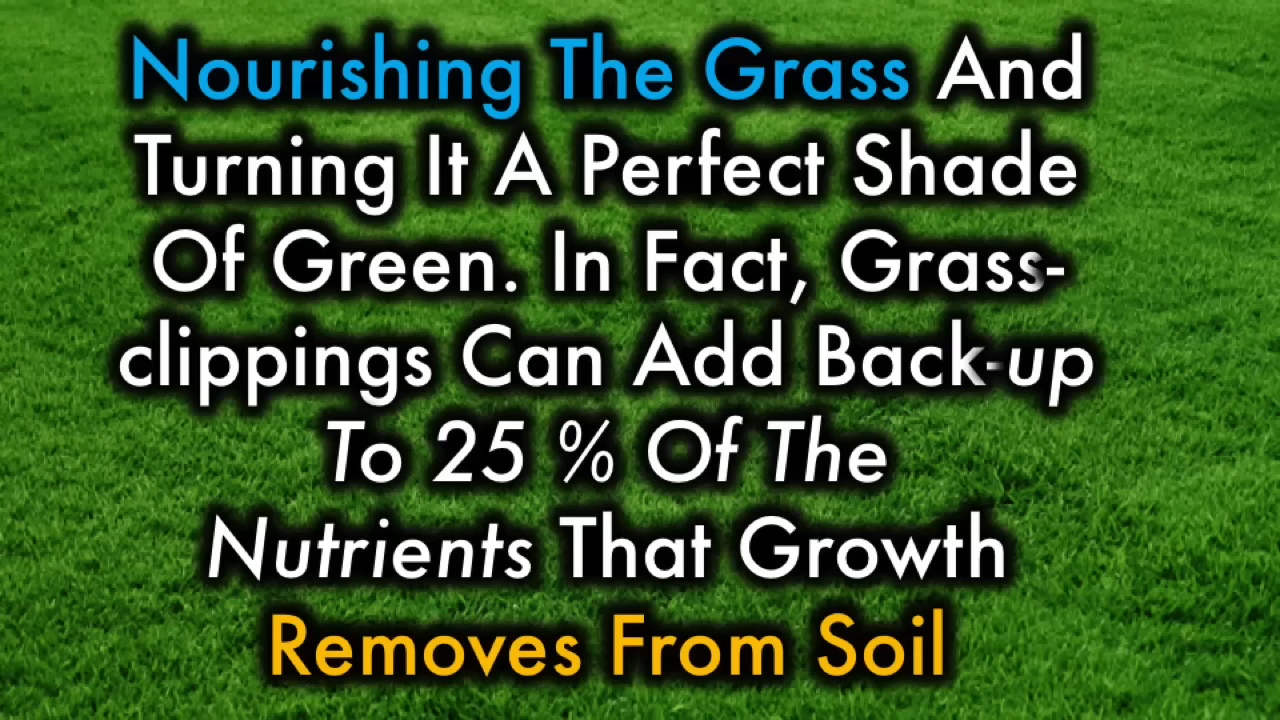 Nourishing The Grass And
Turning It A Perfect Shade
Of Green. In Fact, Grass-
clippings Can Add Back-up
To 25 % Of The
Nutrients That Growth
Removes From Soil